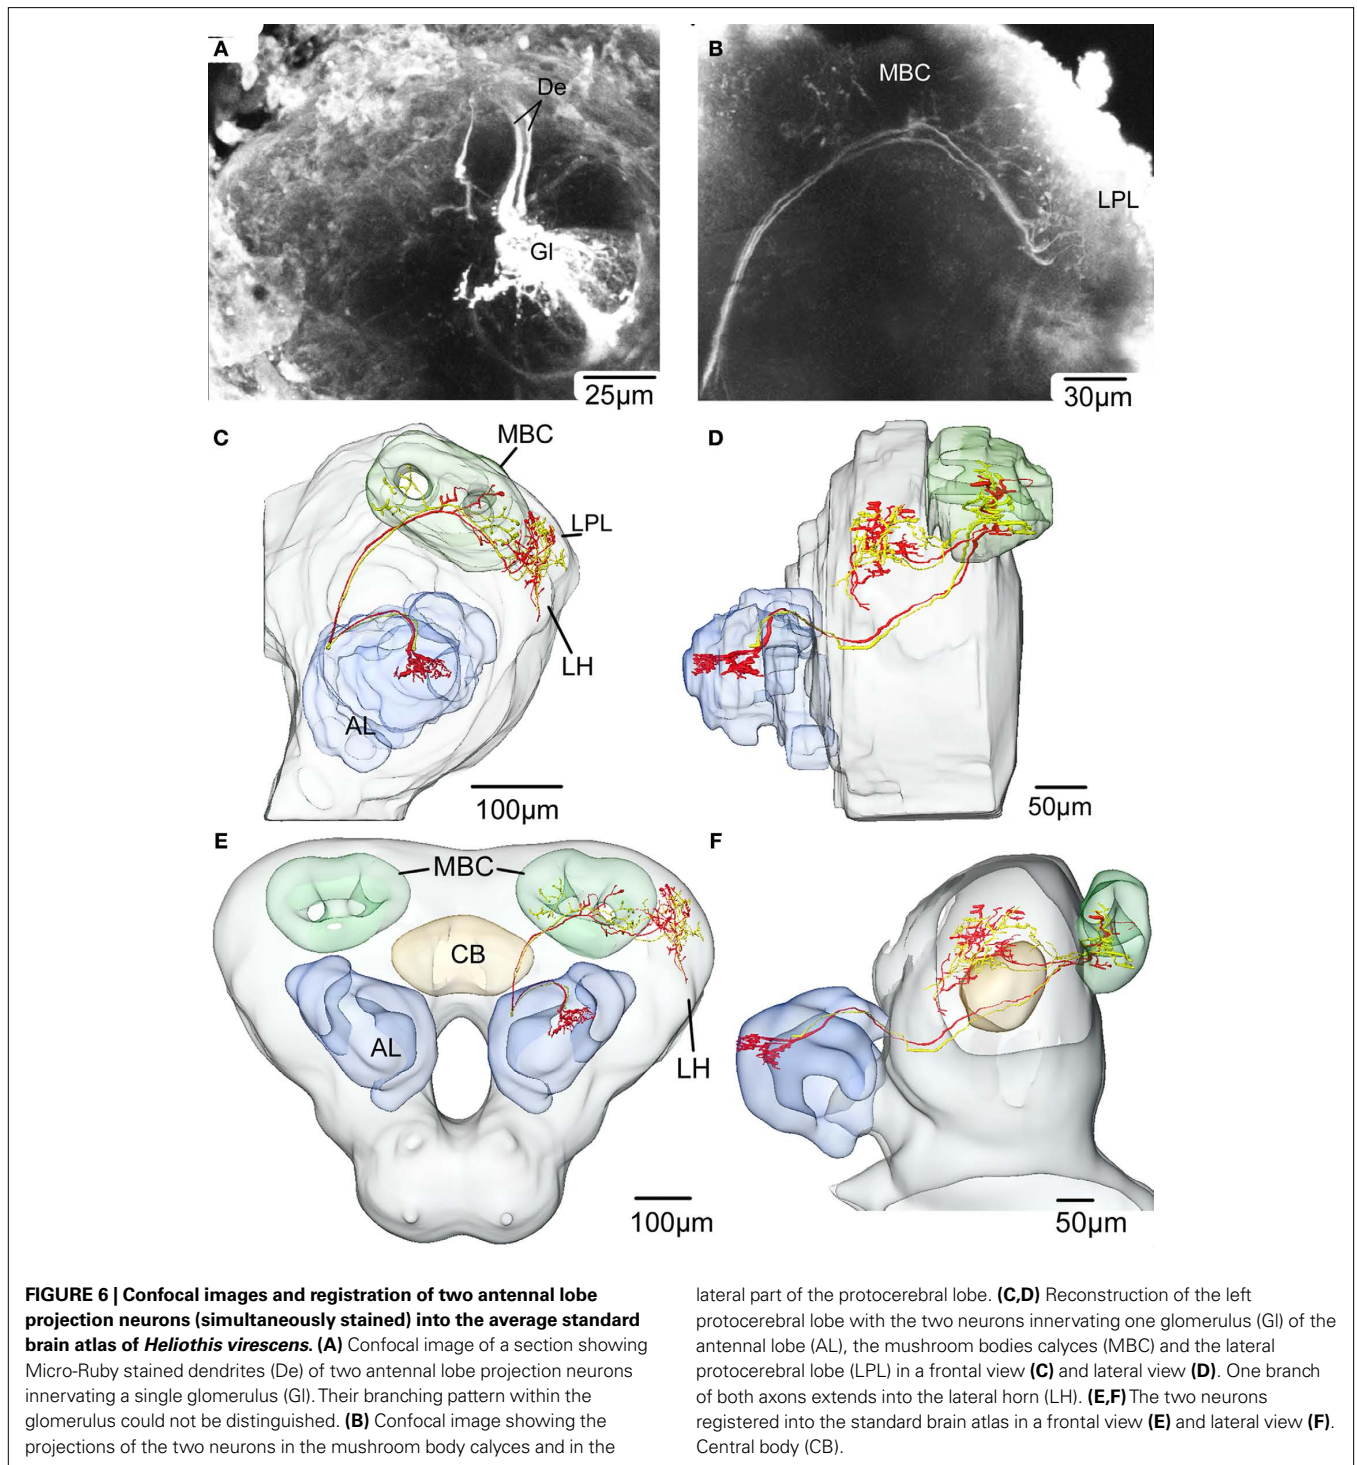 A
De
Gl
25µm
B
MBC
LPL
30µm
C
MBC
LPL
LH
AL
100µm
D
50µm
E
MBC
CB
AL
LH
100µm
F
50µm
FIGURE 6 | Confocal images and registration of two antennal lobe
projection neurons (simultaneously stained) into the average standard
brain atlas of Heliothis virescens. (A) Confocal image of a section showing
Micro-Ruby stained dendrites (De) of two antennal lobe projection neurons
innervating a single glomerulus (Gl). Their branching pattern within the
glomerulus could not be distinguished. (B) Confocal image showing the
projections of the two neurons in the mushroom body calyces and in the
lateral part of the protocerebral lobe. (C,D) Reconstruction of the left
protocerebral lobe with the two neurons innervating one glomerulus (Gl) of the
antennal lobe (AL), the mushroom bodies calyces (MBC) and the lateral
protocerebral lobe (LPL) in a frontal view (C) and lateral view (D). One branch
of both axons extends into the lateral horn (LH). (E,F) The two neurons
registered into the standard brain atlas in a frontal view (E) and lateral view (F).
Central body (CB).